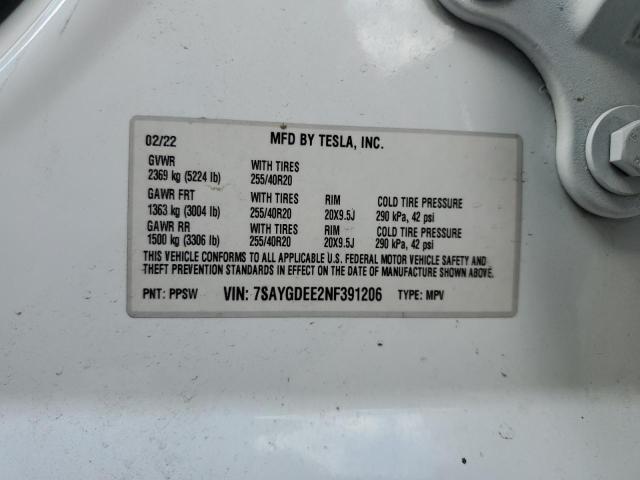 02/22 MFD BY TESLA, INC.
GVWR WITH TIRES
2369 kg (5224 lb) 255/40R20
GAWR FRT WITH TIRES RIM COLD TIRE PRESSURE
1363 kg (3004 lb) 255/40R20 20X9.5J 290 kPa, 42 psi
GAWR RR WITH TIRES RIM COLD TIRE PRESSURE
1500 kg (3306 lb) 255/40R20 20X9.5J 290 kPa, 42 psi
THIS VEHICLE CONFORMS TO ALL APPLICABLE U.S. FEDERAL MOTOR VEHICLE SAFETY AND
THEFT PREVENTION STANDARDS IN EFFECT ON THE DATE OF MANUFACTURE SHOWN ABOVE.
PNT: PPSW VIN: 7SAYGDEE2NF391206 TYPE: MPV